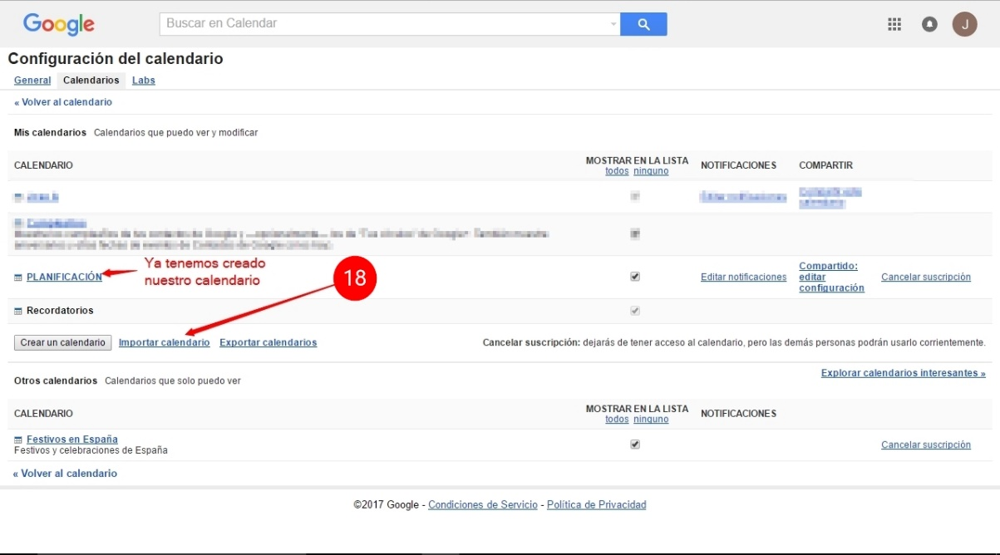 Google
Buscar en Calendar
J
Configuración del calendario
General Calendarios Labs
« Volver al calendario
Mis calendarios Calendarios que puedo ver y modificar
CALENDARIO MOSTRAR EN LA LISTA NOTIFICACIONES COMPARTIR
todos ninguno
Ya tenemos creado
nuestro calendario
18
PLANIFICACIÓN Editar notificaciones Compartido: Cancelar suscripción
editar
configuración
Recordatorios
Crear un calendario Importar calendario Exportar calendarios Cancelar suscripción: dejarás de tener acceso al calendario, pero las demás personas podrán usarlo corrientemente.
Explorar calendarios interesantes »
Otros calendarios Calendarios que solo puedo ver
CALENDARIO MOSTRAR EN LA LISTA NOTIFICACIONES
todos ninguno
Festivos en España
Festivos y celebraciones de España Cancelar suscripción
« Volver al calendario
©2017 Google - Condiciones de Servicio - Política de Privacidad